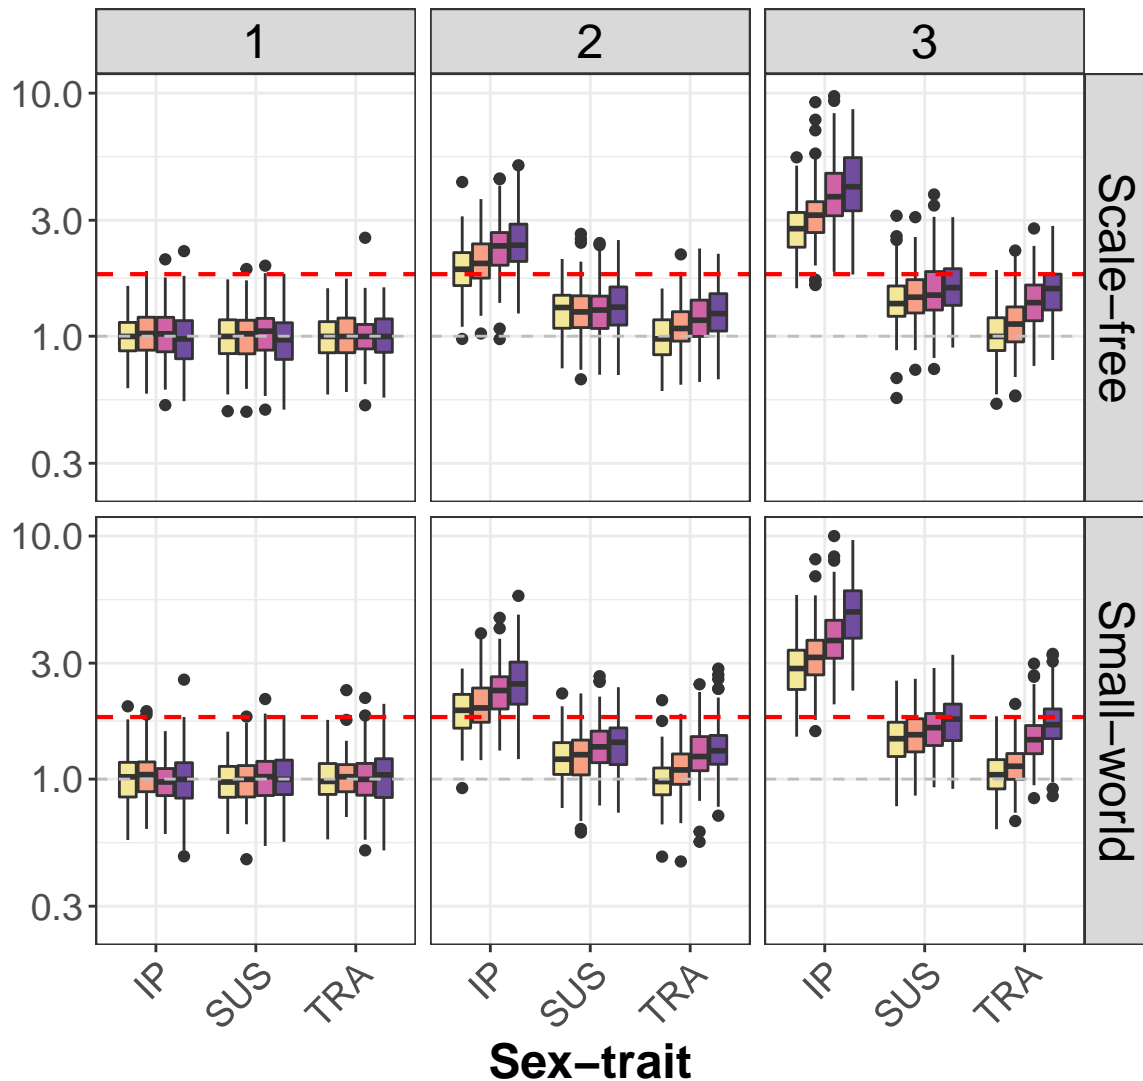 1 2 3
10.0
3.0
1.0
0.3
Scale−free
10.0
3.0
1.0
0.3
Small−world
IP SUS TRA IP SUS TRA IP SUS TRA
Sex−trait